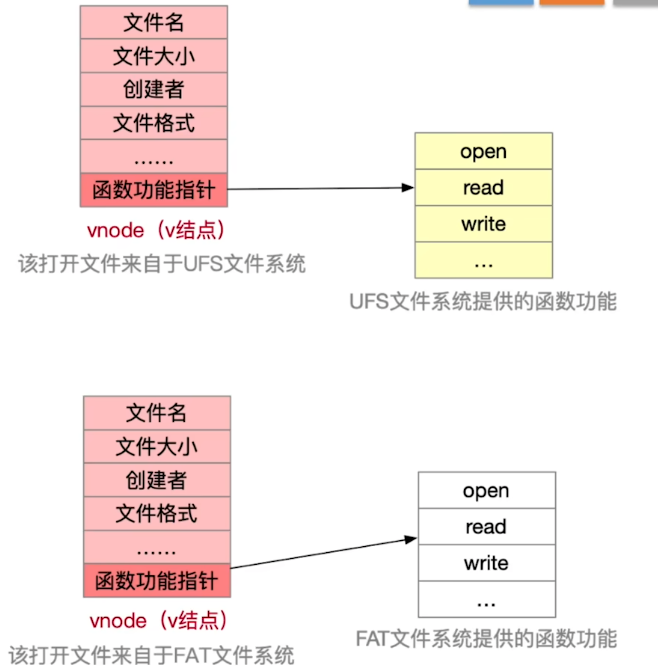 文件名
文件大小
创建者
文件格式
……
函数功能指针
vnode（v结点）
该打开文件来自于UFS文件系统
open
read
write
...
UFS文件系统提供的函数功能
文件名
文件大小
创建者
文件格式
……
函数功能指针
vnode（v结点）
该打开文件来自于FAT文件系统
open
read
write
...
FAT文件系统提供的函数功能